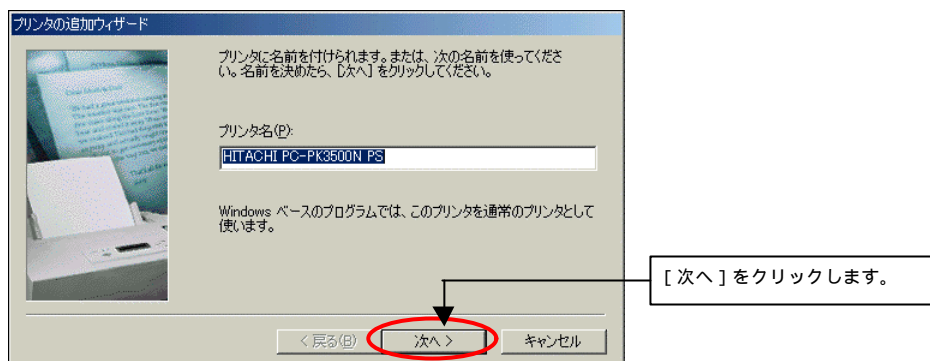 プリンタの追加ウィザード
プリンタに名前を付けられます。または、次の名前を使ってくださ
い。名前を決めたら、[次へ] をクリックしてください。
プリンタ名(P):
HITACHI PC-PK3500N PS
Windows ベースのプログラムでは、このプリンタを通常のプリンタとして
使います。
[ 次へ ] をクリックします。
< 戻る(B)
次へ >
キャンセル